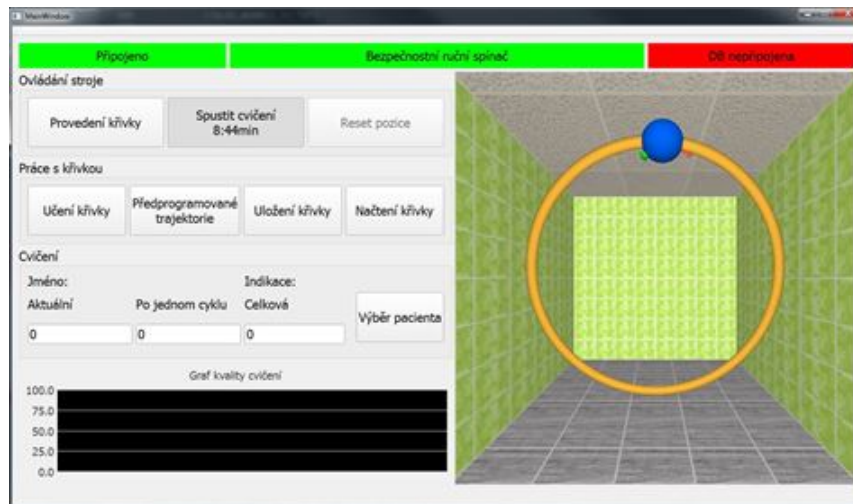 MainWindow
Připojeno
Bezpečnostní ruční spínač
DB nepřipojena
Ovládání stroje
Provedení křivky
Spustit cvičení
8:44min
Reset pozice
Práce s křivkou
Učení křivky
Předprogramované
trajektorie
Uložení křivky
Načtení křivky
Cvičení
Jméno:
Indikace:
Aktuální
Po jednom cyklu
Celková
Výběr pacienta
0
0
0
Graf kvality cvičení
100.0
75.0
50.0
25.0
0.0